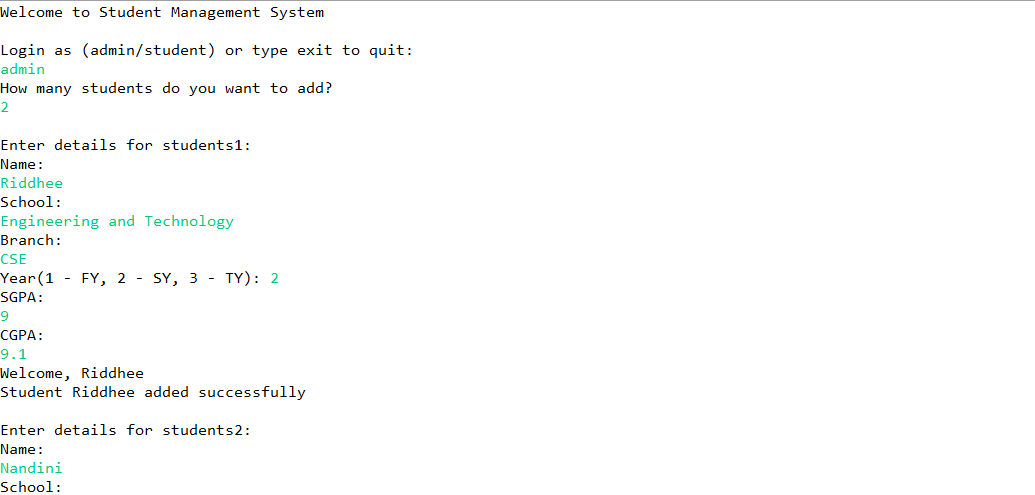 Welcome to Student Management System
Login as (admin/student) or type exit to quit:
admin
How many students do you want to add?
2
Enter details for students1:
Name:
Riddhee
School:
Engineering and Technology
Branch:
CSE
Year(1 - FY, 2 - SY, 3 - TY): 2
SGPA:
9
CGPA:
9.1
Welcome, Riddhee
Student Riddhee added successfully
Enter details for students2:
Name:
Nandini
School: